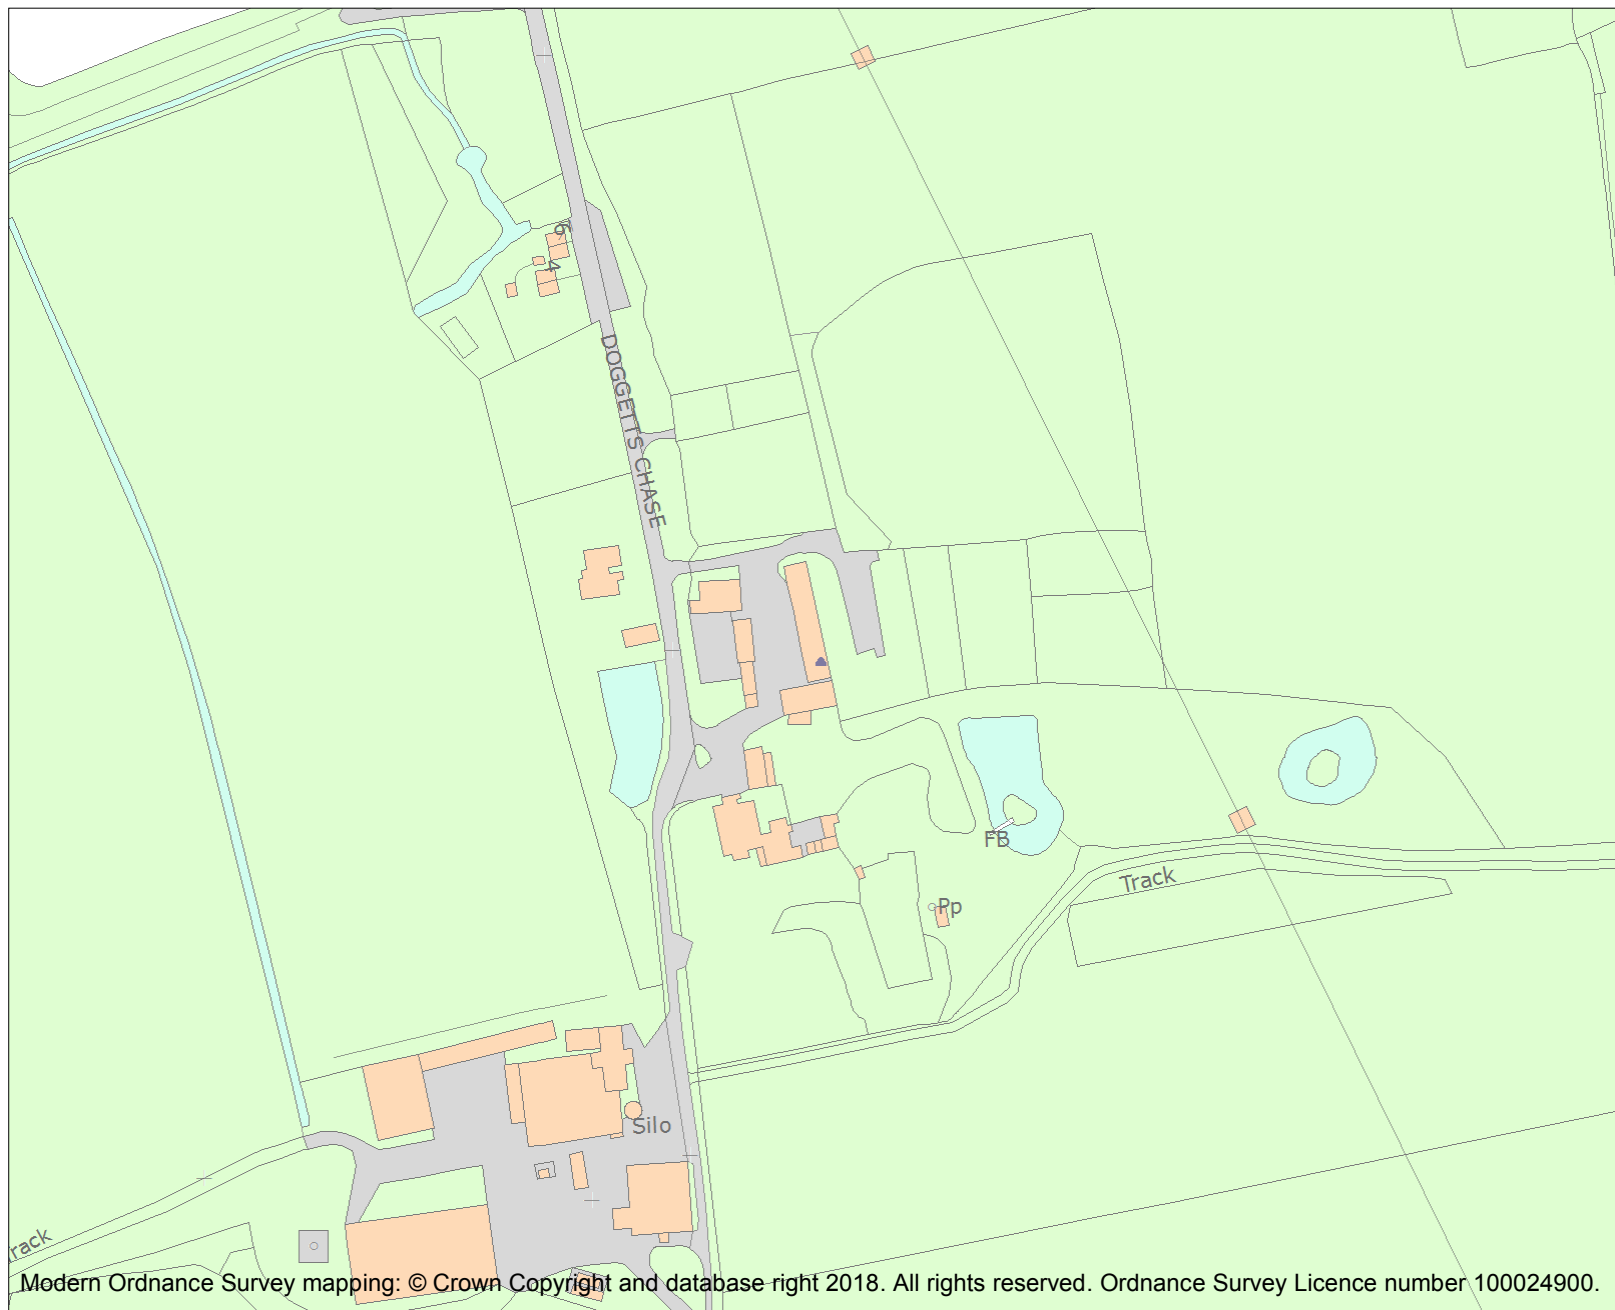 6
4
DOGGETTS CHASE
FB
Track
Pp
Silo
rack
Modern Ordnance Survey mapping: © Crown Copyright and database right 2018. All rights reserved. Ordnance Survey Licence number 100024900.